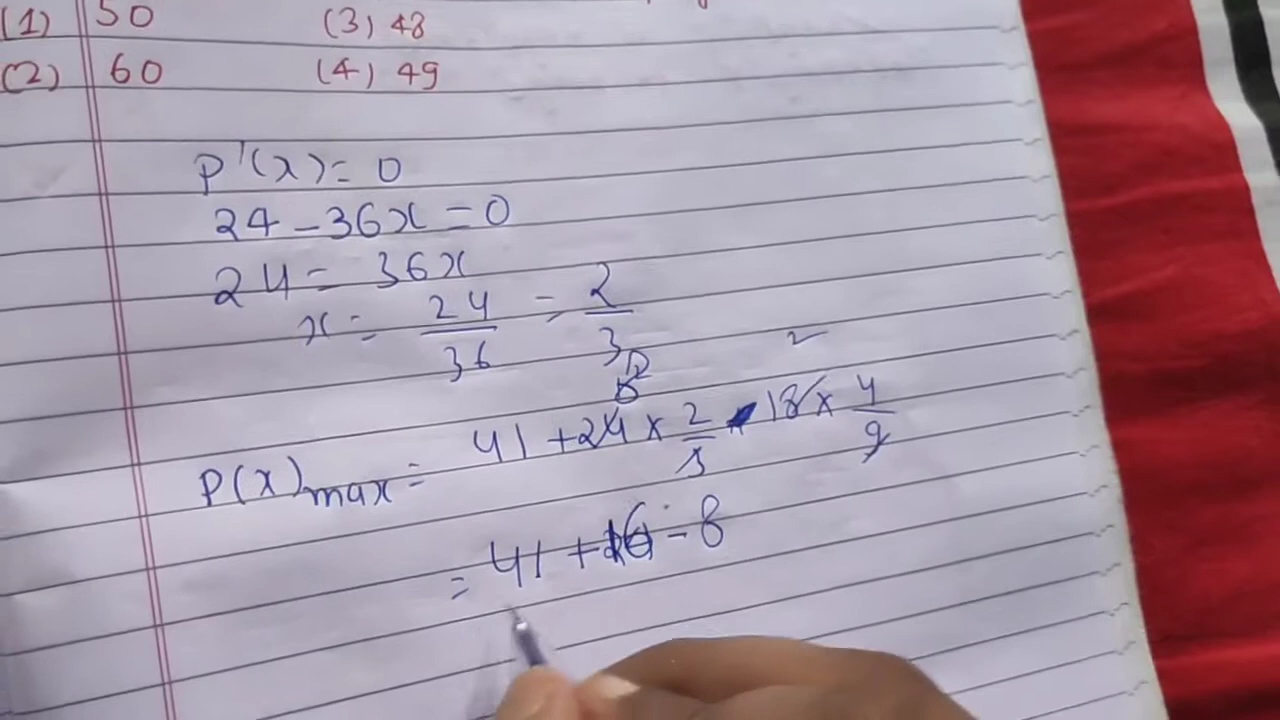 (1) 50 (3) 48
(2) 60 (4) 49
P'(x) = 0
24 - 36x = 0
24 = 36x
x = 24/36 = 2/3
P(x)max = 41 + 24 x 2/3 - 18 x 4/9
= 41 + 16 - 8